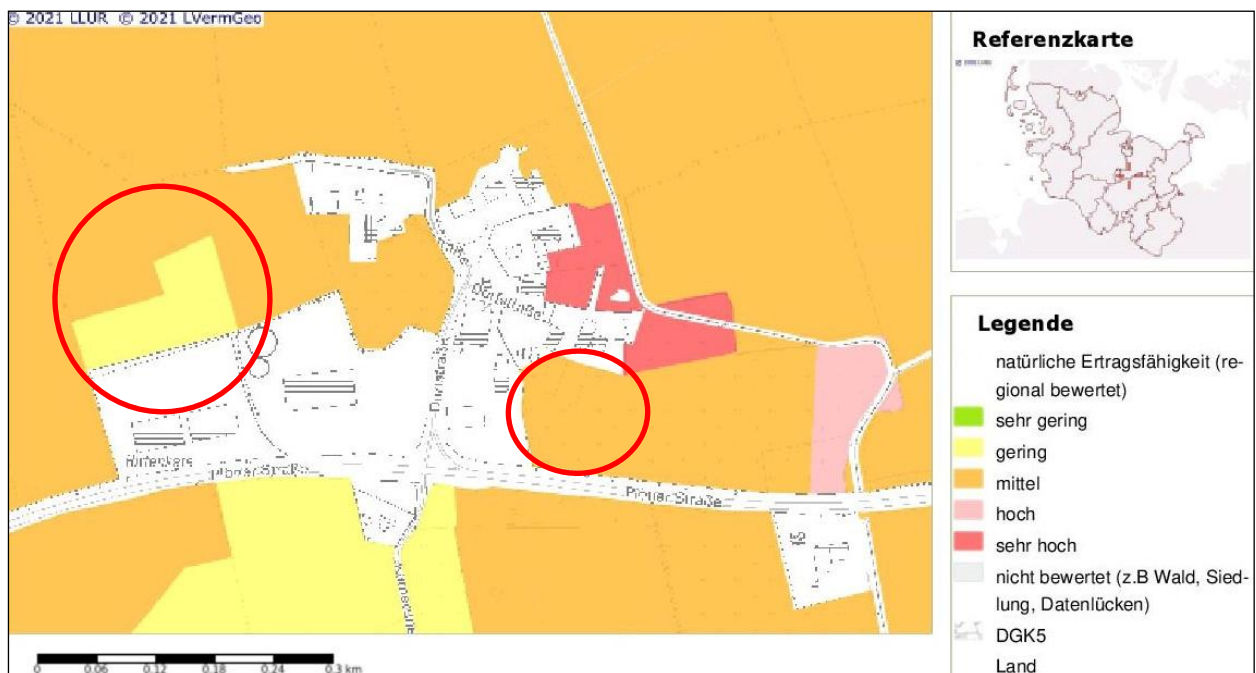 © 2021 LLUR © 2021 LVermGeo
Dorfstraße
Plöner Straße
Referenzkarte
Legende
natürliche Ertragsfähigkeit (re-
gional bewertet)
sehr gering
gering
mittel
hoch
sehr hoch
nicht bewertet (z.B Wald, Sied-
lung, Datenlücken)
DGK5
Land
0 0.06 0.12 0.18 0.24 0.3 km